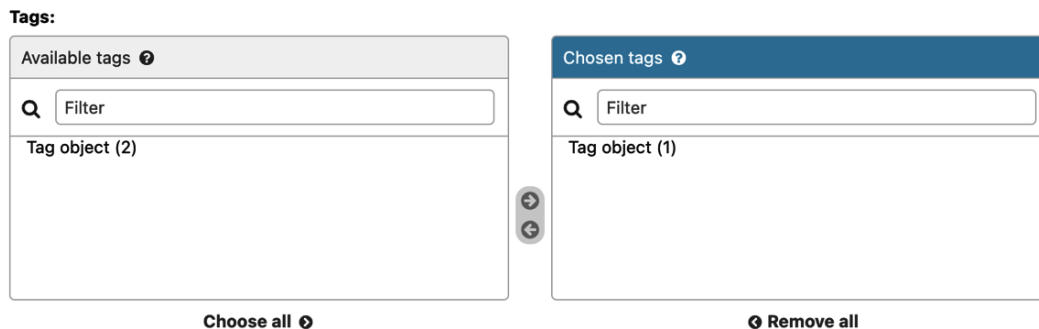 Tags:
Available tags
Chosen tags
Filter
Filter
Tag object (2)
Tag object (1)
Choose all
Remove all